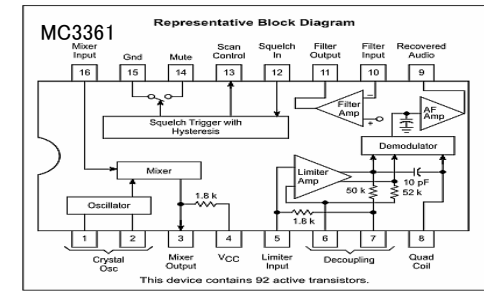 Representative Block Diagram
MC3361
Mixer Input
Gnd
Mute
Scan Control
Squelch In
Filter Output
Filter Input
Recovered Audio
16
15
14
13
12
11
10
9
Filter Amp
AF Amp
Squelch Trigger with Hysteresis
Demodulator
Mixer
Limiter Amp
10 pF
50 k
52 k
1.8 k
1.8 k
Oscillator
1
2
3
4
5
6
7
8
Crystal Osc
Mixer Output
VCC
Limiter Input
Decoupling
Quad Coil
This device contains 92 active transistors.